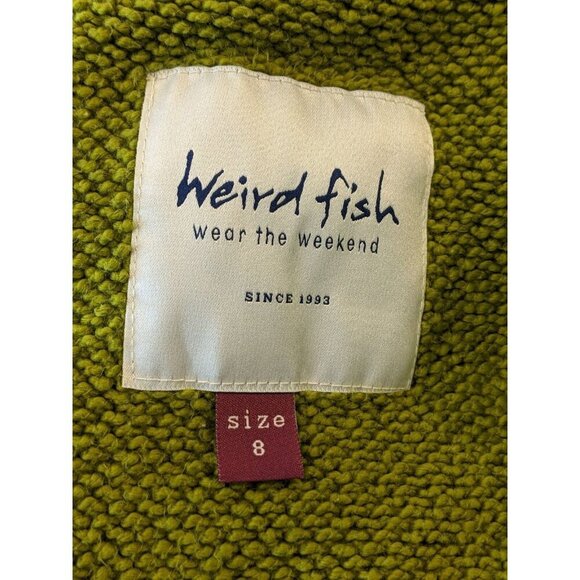 Weird fish
Wear the weekend
SINCE 1993
size
8